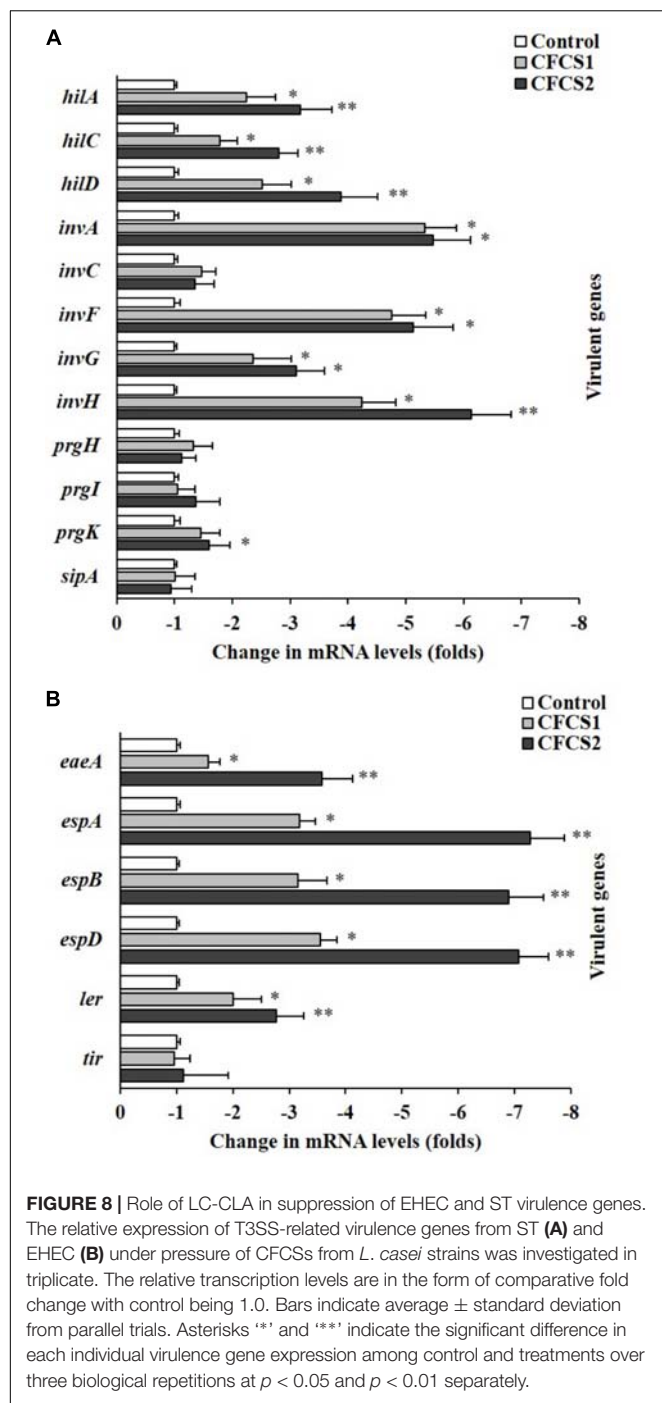 A
Control
CFCS1
CFCS2
hilA
*
**
hilC
*
**
hilD
*
**
invA
*
*
invC
invF
*
*
invG
*
*
invH
*
**
prgH
prgI
prgK
*
sipA
Virulent genes
0 -1 -2 -3 -4 -5 -6 -7 -8
Change in mRNA levels (folds)
B
Control
CFCS1
CFCS2
eaeA
*
**
espA
*
**
espB
*
**
espD
*
**
ler
*
**
tir
Virulent genes
0 -1 -2 -3 -4 -5 -6 -7 -8
Change in mRNA levels (folds)
FIGURE 8 | Role of LC-CLA in suppression of EHEC and ST virulence genes.
The relative expression of T3SS-related virulence genes from ST (A) and
EHEC (B) under pressure of CFCSs from L. casei strains was investigated in
triplicate. The relative transcription levels are in the form of comparative fold
change with control being 1.0. Bars indicate average ± standard deviation
from parallel trials. Asterisks ‘*’ and ‘**’ indicate the significant difference in
each individual virulence gene expression among control and treatments over
three biological repetitions at p < 0.05 and p < 0.01 separately.